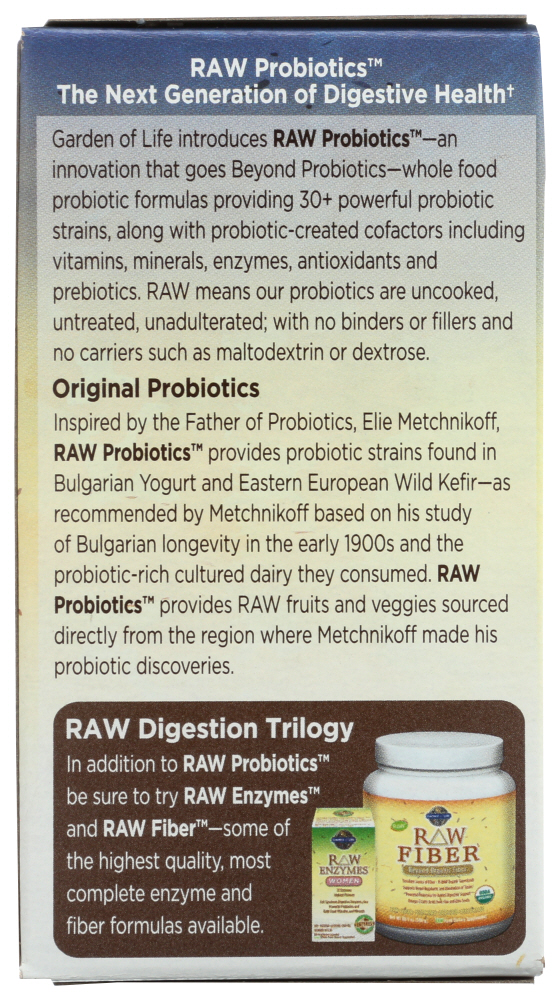 RAW Probiotics™
The Next Generation of Digestive Health†
Garden of Life introduces RAW Probiotics™—an
innovation that goes Beyond Probiotics—whole food
probiotic formulas providing 30+ powerful probiotic
strains, along with probiotic-created cofactors including
vitamins, minerals, enzymes, antioxidants and
prebiotics. RAW means our probiotics are uncooked,
untreated, unadulterated; with no binders or fillers and
no carriers such as maltodextrin or dextrose.
Original Probiotics
Inspired by the Father of Probiotics, Elie Metchnikoff,
RAW Probiotics™ provides probiotic strains found in
Bulgarian Yogurt and Eastern European Wild Kefir—as
recommended by Metchnikoff based on his study
of Bulgarian longevity in the early 1900s and the
probiotic-rich cultured dairy they consumed. RAW
Probiotics™ provides RAW fruits and veggies sourced
directly from the region where Metchnikoff made his
probiotic discoveries.
RAW Digestion Trilogy
In addition to RAW Probiotics™
be sure to try RAW Enzymes™
and RAW Fiber™—some of
the highest quality, most
complete enzyme and
fiber formulas available.
RAW
ENZYMES
WOMEN
RAW
FIBER
Beyond Organic Fiber
USDA